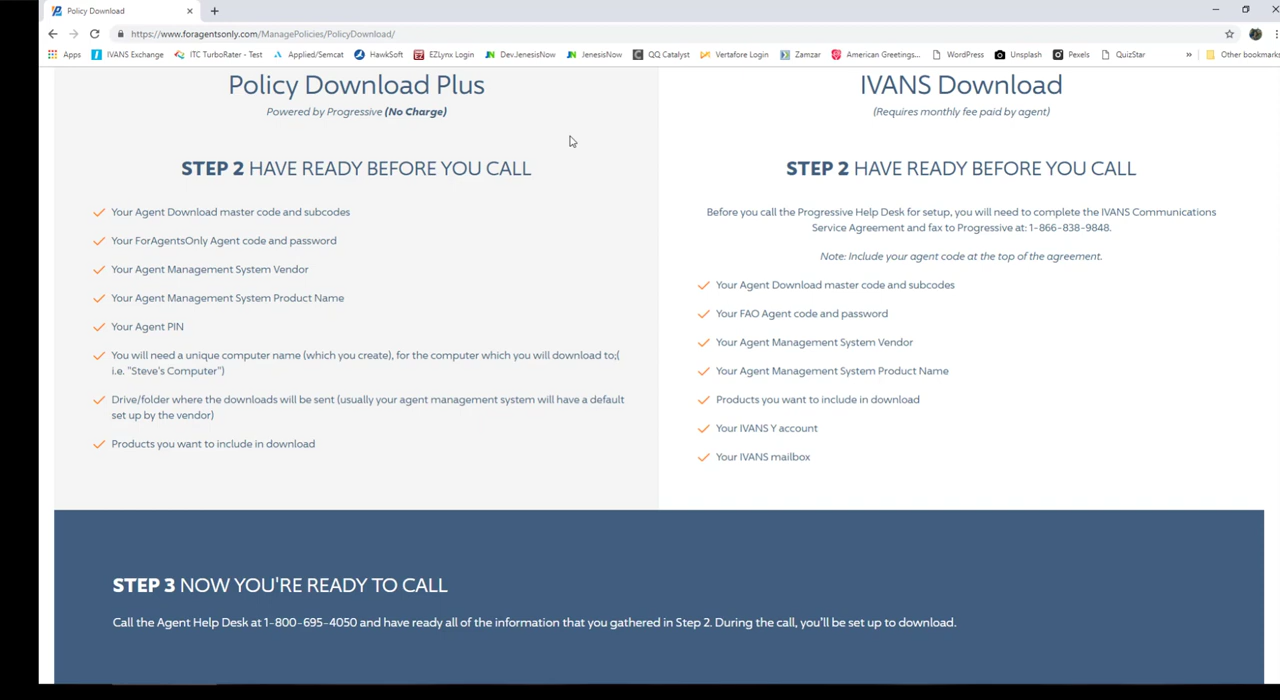 Policy Download
https://www.foragentsonly.com/ManagePolicies/PolicyDownload/
Apps IVANS Exchange ITC TurboRater - Test Applied/Semcat HawkSoft EZLynx Login Dev.JenesisNow JenesisNow QQ Catalyst Vertafore Login Zamzar American Greetings... WordPress Unsplash Pexels QuizStar » Other bookmarks
Policy Download Plus
Powered by Progressive (No Charge)
STEP 2 HAVE READY BEFORE YOU CALL
Your Agent Download master code and subcodes
Your ForAgentsOnly Agent code and password
Your Agent Management System Vendor
Your Agent Management System Product Name
Your Agent PIN
You will need a unique computer name (which you create), for the computer which you will download to;(
i.e. "Steve's Computer")
Drive/folder where the downloads will be sent (usually your agent management system will have a default
set up by the vendor)
Products you want to include in download
IVANS Download
(Requires monthly fee paid by agent)
STEP 2 HAVE READY BEFORE YOU CALL
Before you call the Progressive Help Desk for setup, you will need to complete the IVANS Communications
Service Agreement and fax to Progressive at: 1-866-838-9848.
Note: Include your agent code at the top of the agreement.
Your Agent Download master code and subcodes
Your FAO Agent code and password
Your Agent Management System Vendor
Your Agent Management System Product Name
Products you want to include in download
Your IVANS Y account
Your IVANS mailbox
STEP 3 NOW YOU'RE READY TO CALL
Call the Agent Help Desk at 1-800-695-4050 and have ready all of the information that you gathered in Step 2. During the call, you'll be set up to download.